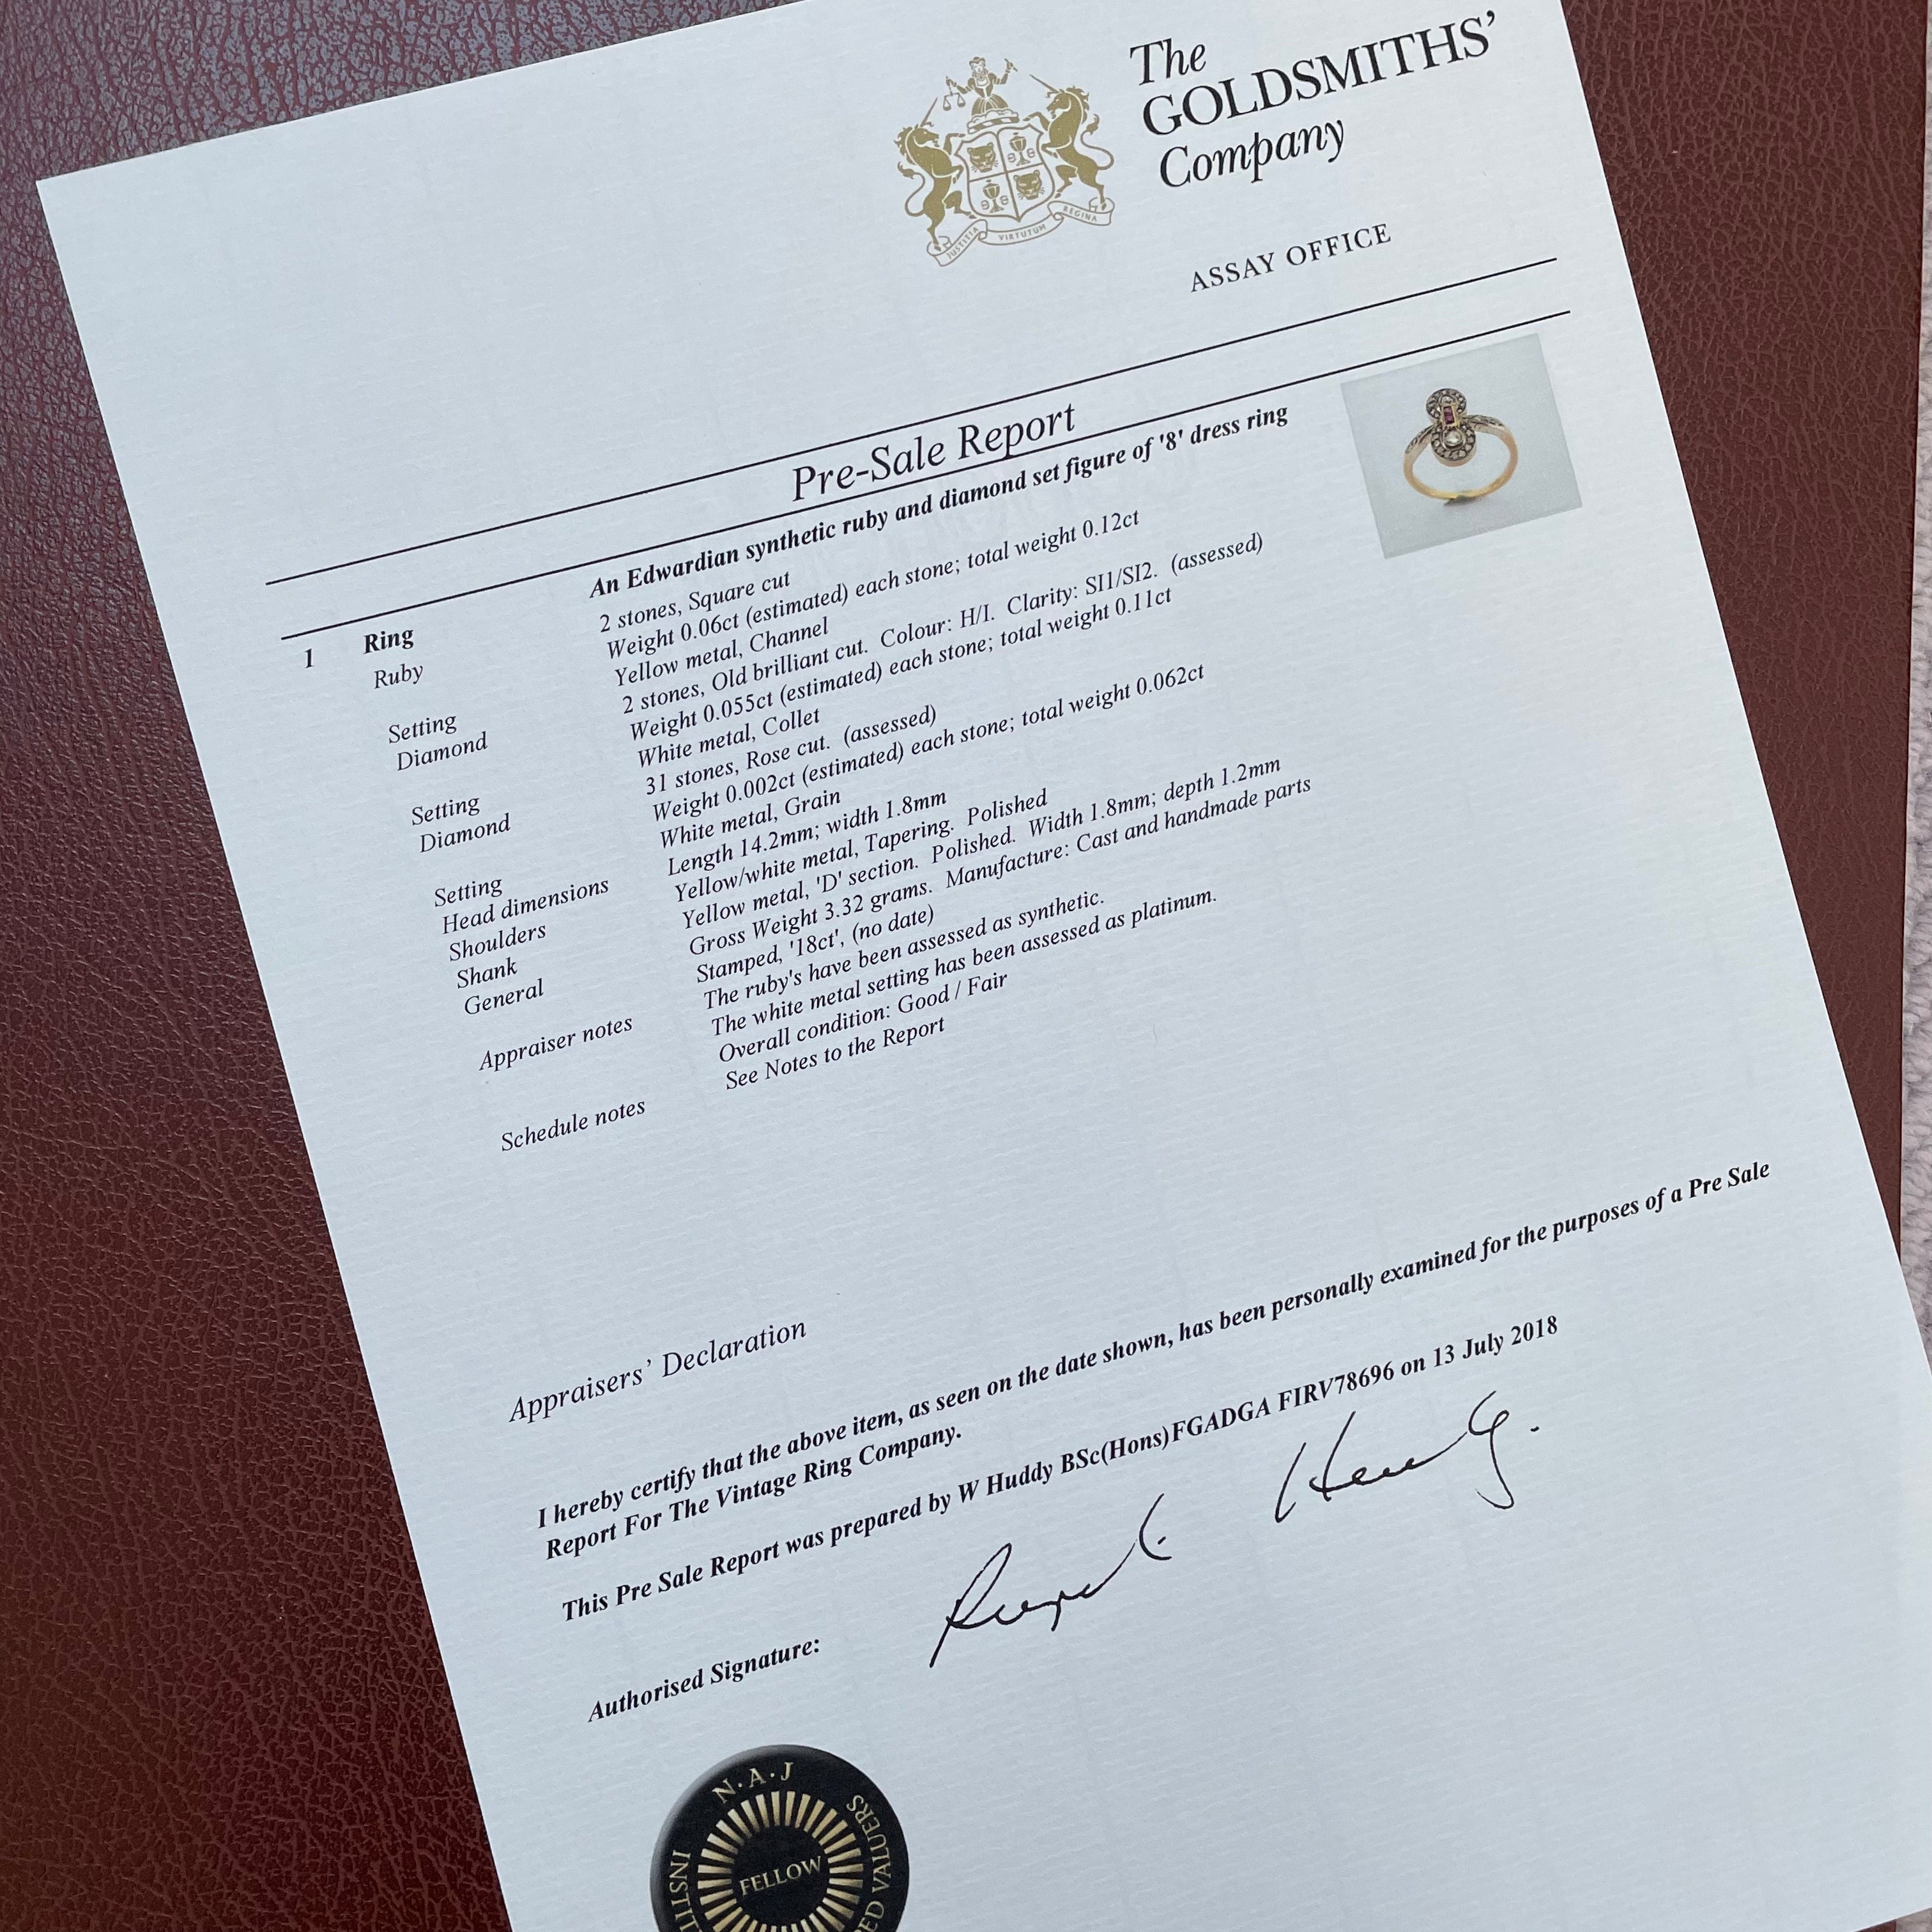 The
GOLDSMITHS'
Company
JUSTITIA VIRTUTUM REGINA
ASSAY OFFICE
Pre-Sale Report
1 Ring An Edwardian synthetic ruby and diamond set figure of '8' dress ring
Ruby 2 stones, Square cut
Weight 0.06ct (estimated) each stone; total weight 0.12ct
Setting Yellow metal, Channel
Diamond 2 stones, Old brilliant cut. Colour: H/I. Clarity: SI1/SI2. (assessed)
Weight 0.055ct (estimated) each stone; total weight 0.11ct
Setting White metal, Collet
Diamond 31 stones, Rose cut. (assessed)
Weight 0.002ct (estimated) each stone; total weight 0.062ct
Setting White metal, Grain
Head dimensions Length 14.2mm; width 1.8mm
Shoulders Yellow/white metal, Tapering. Polished
Shank Yellow metal, 'D' section. Polished. Width 1.8mm; depth 1.2mm
General Gross Weight 3.32 grams. Manufacture: Cast and handmade parts
Stamped, '18ct', (no date)
Appraiser notes The ruby's have been assessed as synthetic.
The white metal setting has been assessed as platinum.
Overall condition: Good / Fair
Schedule notes See Notes to the Report
Appraisers' Declaration
I hereby certify that the above item, as seen on the date shown, has been personally examined for the purposes of a Pre Sale
Report For The Vintage Ring Company.
This Pre Sale Report was prepared by W Huddy BSc(Hons)FGADGA FIRV78696 on 13 July 2018
Authorised Signature:
N.A.J
VALUERS
FELLOW